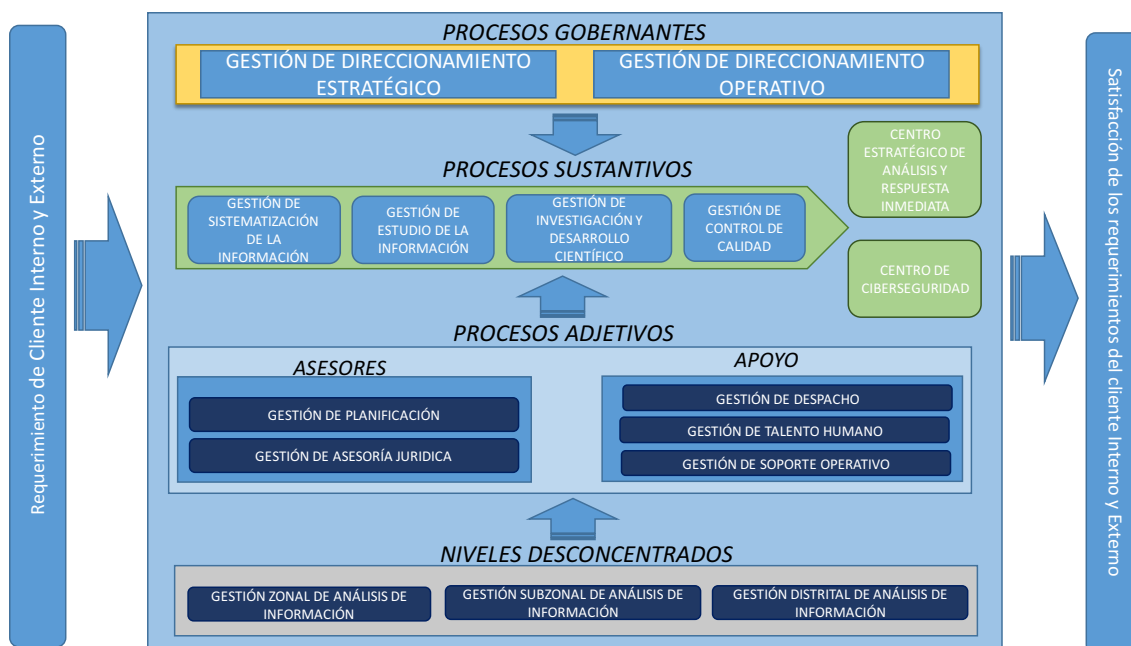 Requerimiento de Cliente Interno y Externo
PROCESOS GOBERNANTES
GESTIÓN DE DIRECCIONAMIENTO
ESTRATÉGICO
GESTIÓN DE DIRECCIONAMIENTO
OPERATIVO
PROCESOS SUSTANTIVOS
GESTIÓN DE
SISTEMATIZACIÓN
DE LA
INFORMACIÓN
GESTIÓN DE
ESTUDIO DE LA
INFORMACIÓN
GESTIÓN DE
INVESTIGACIÓN Y
DESARROLLO
CIENTÍFICO
GESTIÓN DE
CONTROL DE
CALIDAD
CENTRO
ESTRATÉGICO DE
ANÁLISIS Y
RESPUESTA
INMEDIATA
CENTRO DE
CIBERSEGURIDAD
PROCESOS ADJETIVOS
ASESORES
GESTIÓN DE PLANIFICACIÓN
GESTIÓN DE ASESORÍA JURIDICA
APOYO
GESTIÓN DE DESPACHO
GESTIÓN DE TALENTO HUMANO
GESTIÓN DE SOPORTE OPERATIVO
NIVELES DESCONCENTRADOS
GESTIÓN ZONAL DE ANÁLISIS DE
INFORMACIÓN
GESTIÓN SUBZONAL DE ANÁLISIS DE
INFORMACIÓN
GESTIÓN DISTRITAL DE ANÁLISIS DE
INFORMACIÓN
Satisfacción de los requerimientos del cliente Interno y Externo